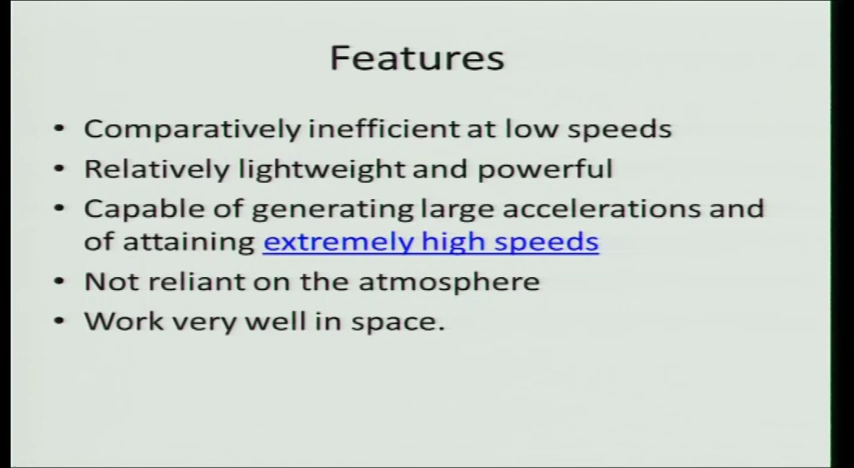 Features
• Comparatively inefficient at low speeds
• Relatively lightweight and powerful
• Capable of generating large accelerations and
of attaining extremely high speeds
• Not reliant on the atmosphere
• Work very well in space.